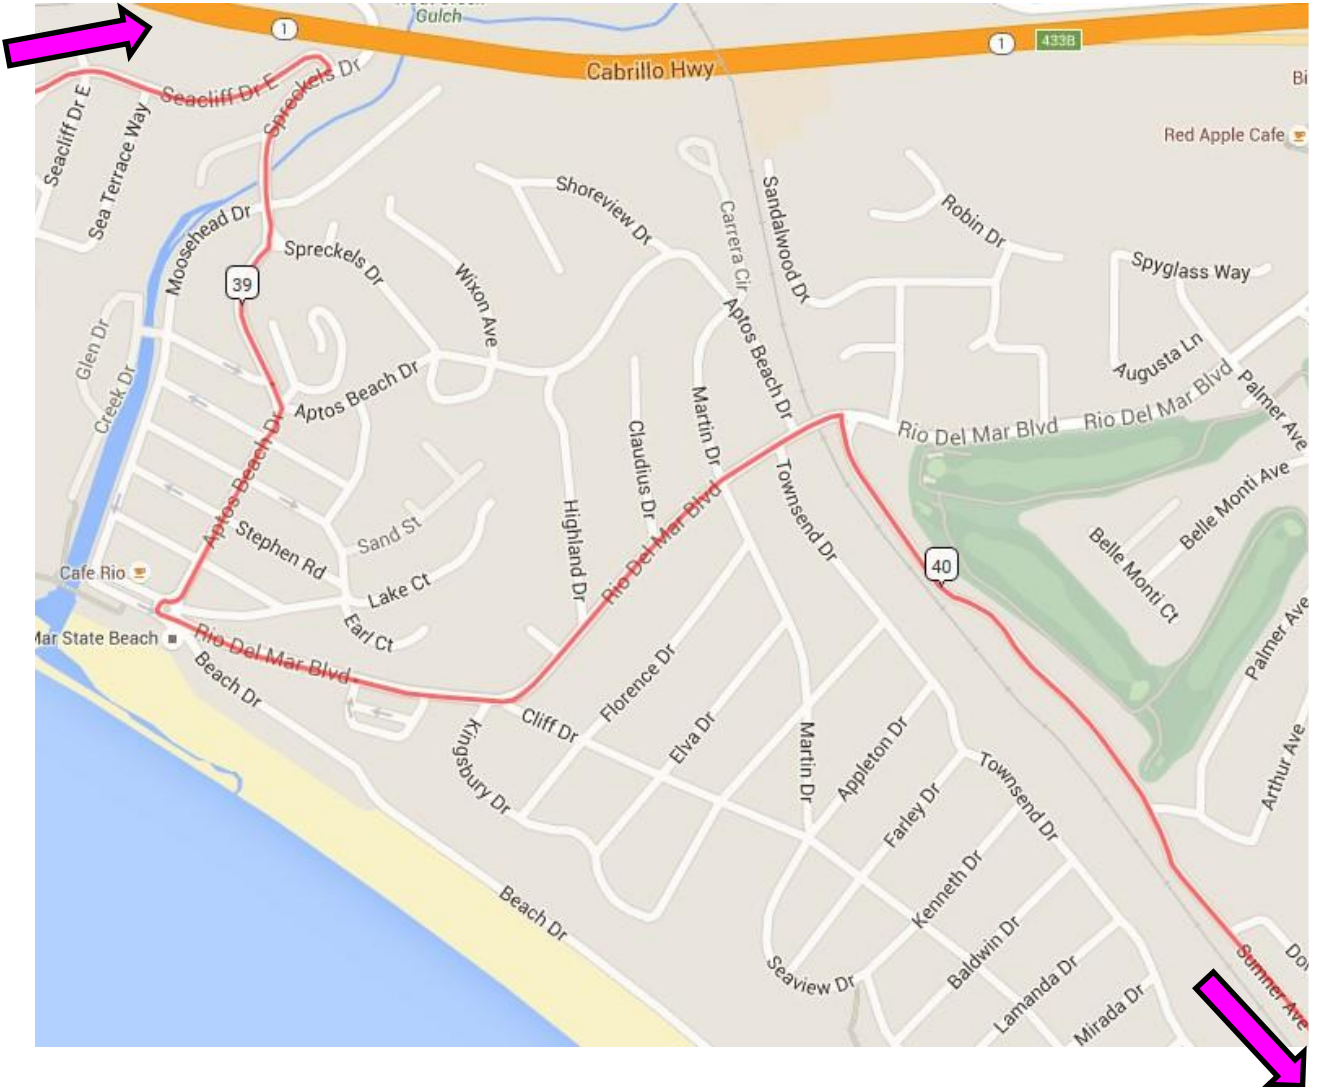 Gulch
1
1
433B
Cabrillo Hwy
Bi
Seacliff Dr E
Spreckels Dr
Seacliff Dr E
Sea Terrace Way
Red Apple Cafe
Shoreview Dr
Sandalwood Dr
Carrera Cir
Robin Dr
Moosehead Dr
Spreckels Dr
Wixon Ave
Spyglass Way
39
Aptos Beach Dr
Glen Dr
Creek Dr
Aptos Beach Dr
Augusta Ln
Martin Dr
Palmer Ave
Rio Del Mar Blvd
Rio Del Mar Blvd
Claudius Dr
Aptos Beach Dr
Townsend Dr
Belle Monti Ave
Highland Dr
Rio Del Mar Blvd
Stephen Rd
Sand St
Belle Monti Ct
40
Cafe Rio
Lake Ct
Earl Ct
Palmer Ave
Mar State Beach
Rio Del Mar Blvd
Beach Dr
Florence Dr
Cliff Dr
Elva Dr
Kingsbury Dr
Martin Dr
Appleton Dr
Townsend Dr
Arthur Ave
Farley Dr
Kenneth Dr
Beach Dr
Baldwin Dr
Seaview Dr
Lamanda Dr
Mirada Dr
Sumner Ave
Do